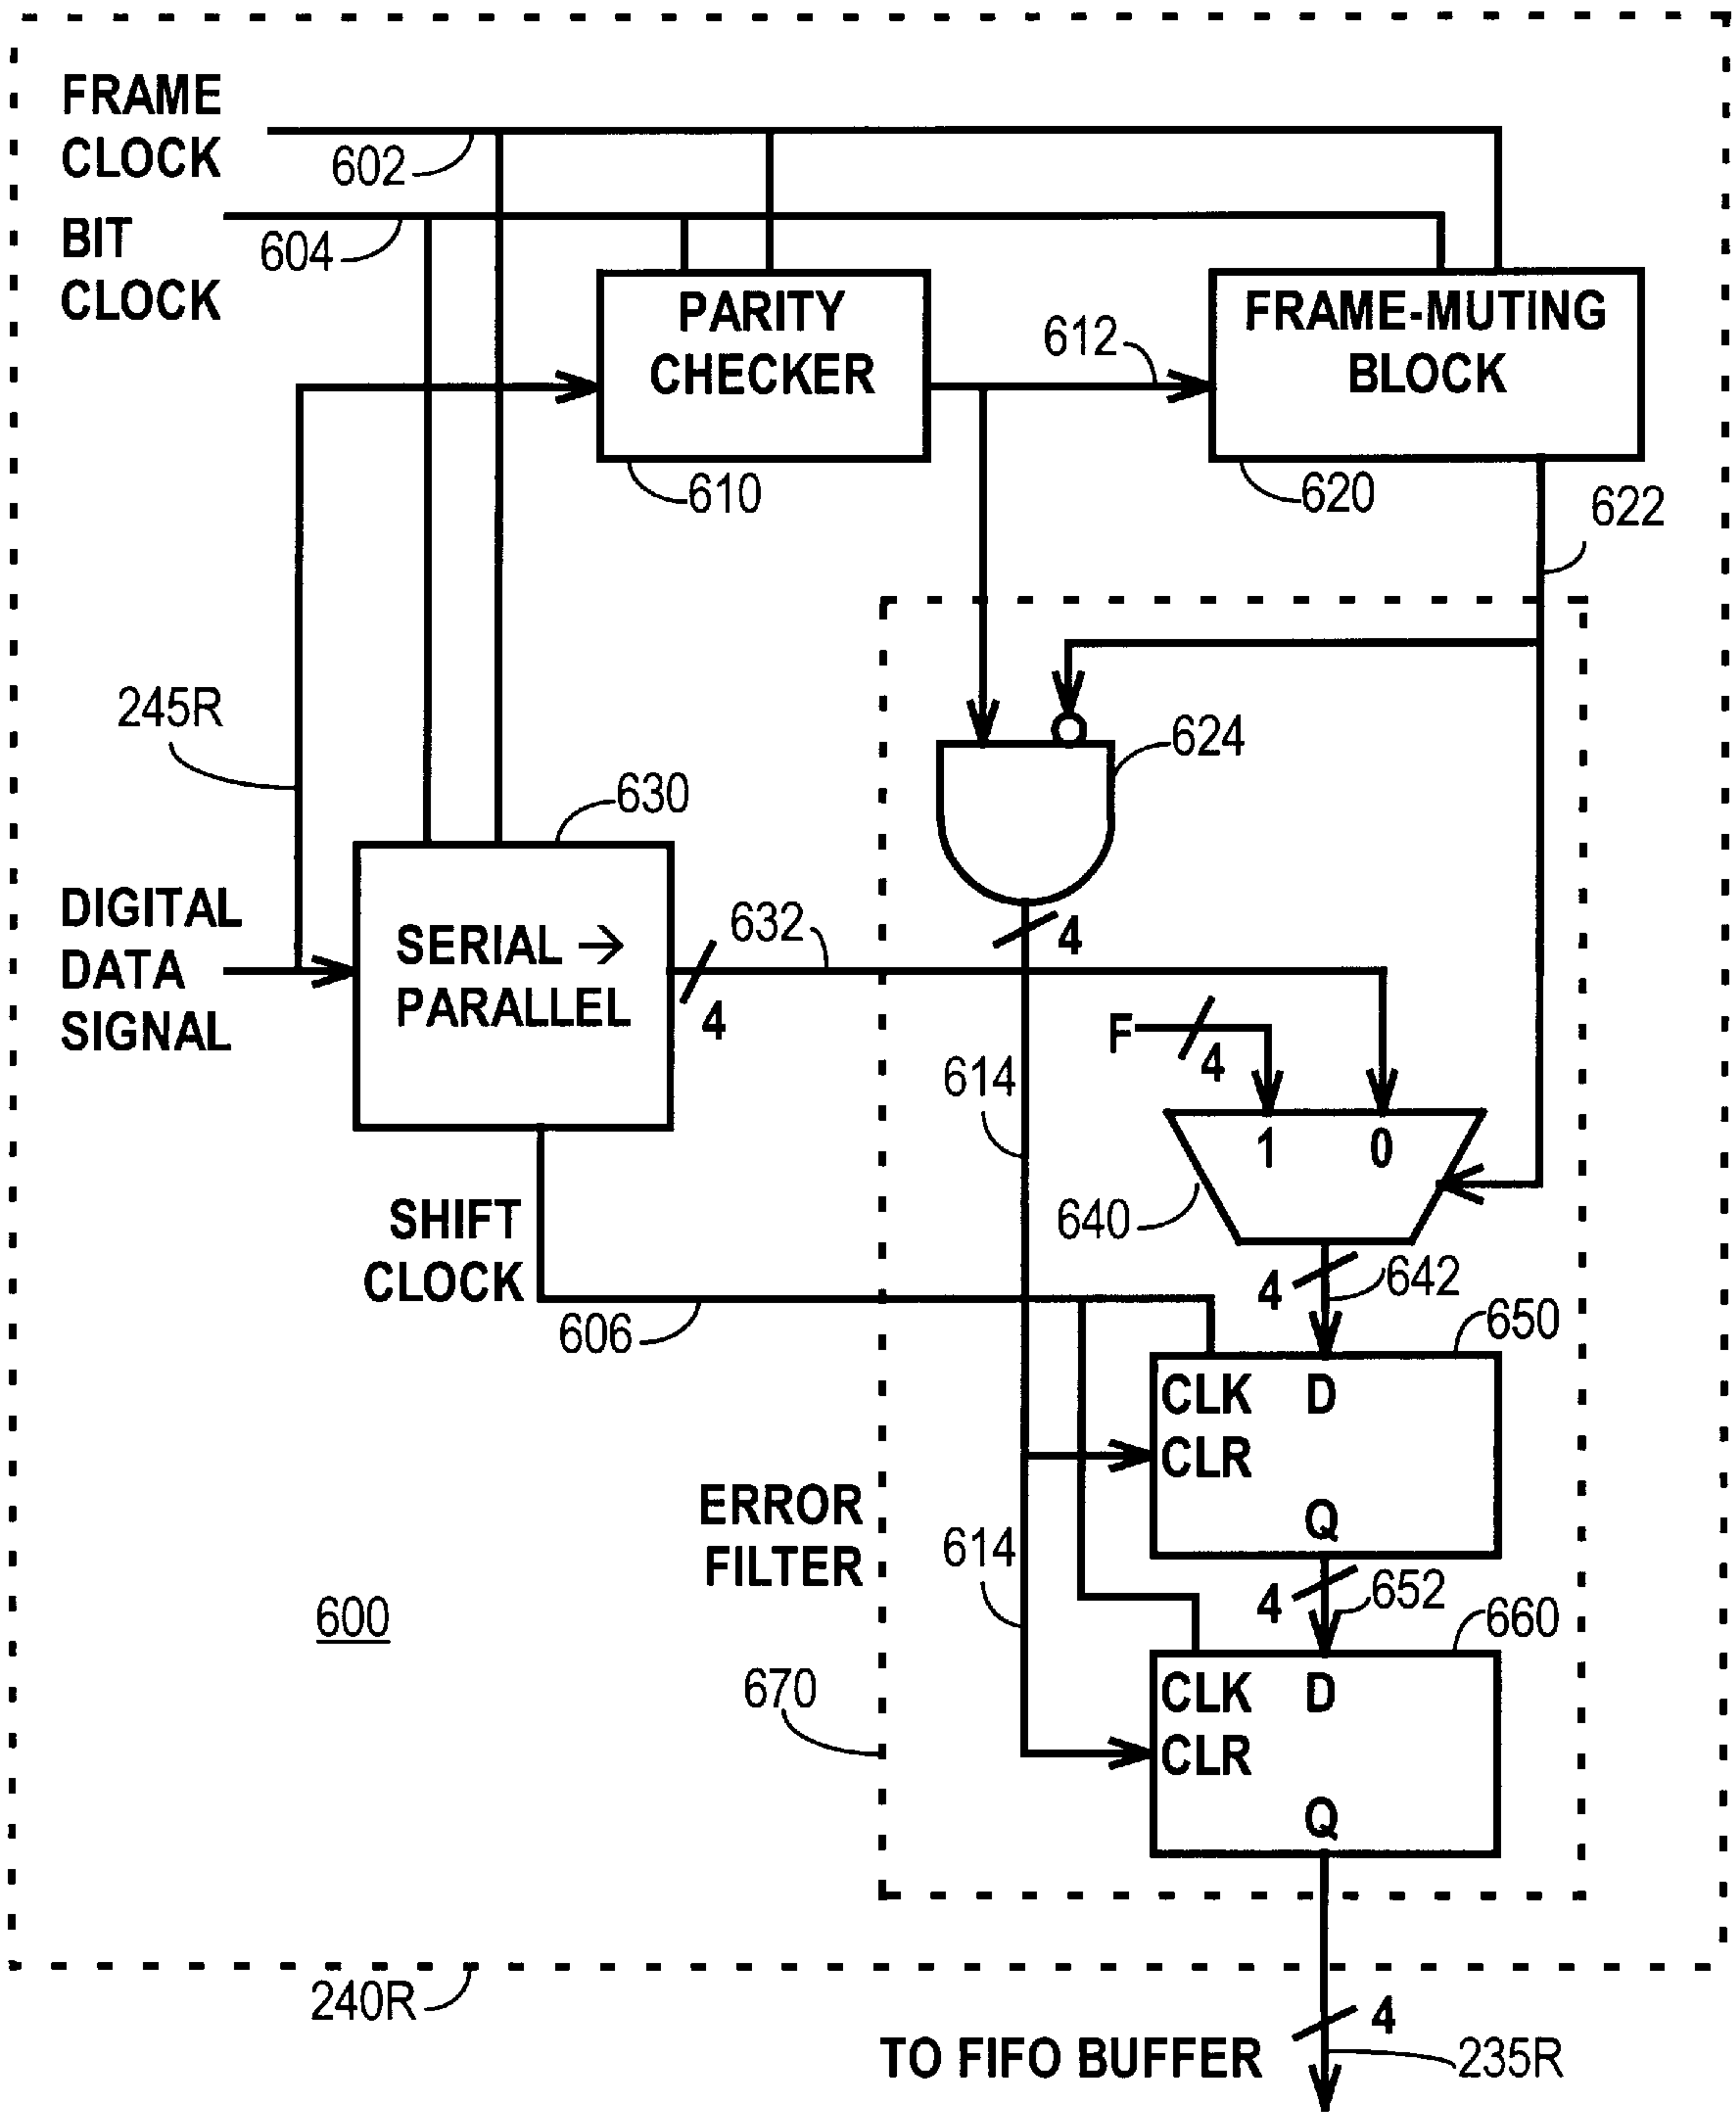 FRAME
CLOCK
602
BIT
CLOCK
604
PARITY
CHECKER
610
612
FRAME-MUTING
BLOCK
620
622
245R
624
630
DIGITAL
DATA
SIGNAL
SERIAL →
PARALLEL
4
632
4
F
4
614
1 0
640
SHIFT
CLOCK
606
4
642
650
CLK D
CLR
Q
ERROR
FILTER
614
4
652
660
CLK D
CLR
Q
600
670
240R
4
TO FIFO BUFFER
235R